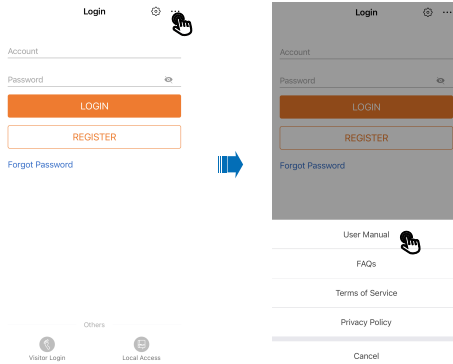 Login
Account
Password
LOGIN
REGISTER
Forgot Password
Others
Visitor Login
Local Access
Login
Account
Password
LOGIN
REGISTER
Forgot Password
User Manual
FAQs
Terms of Service
Privacy Policy
Cancel